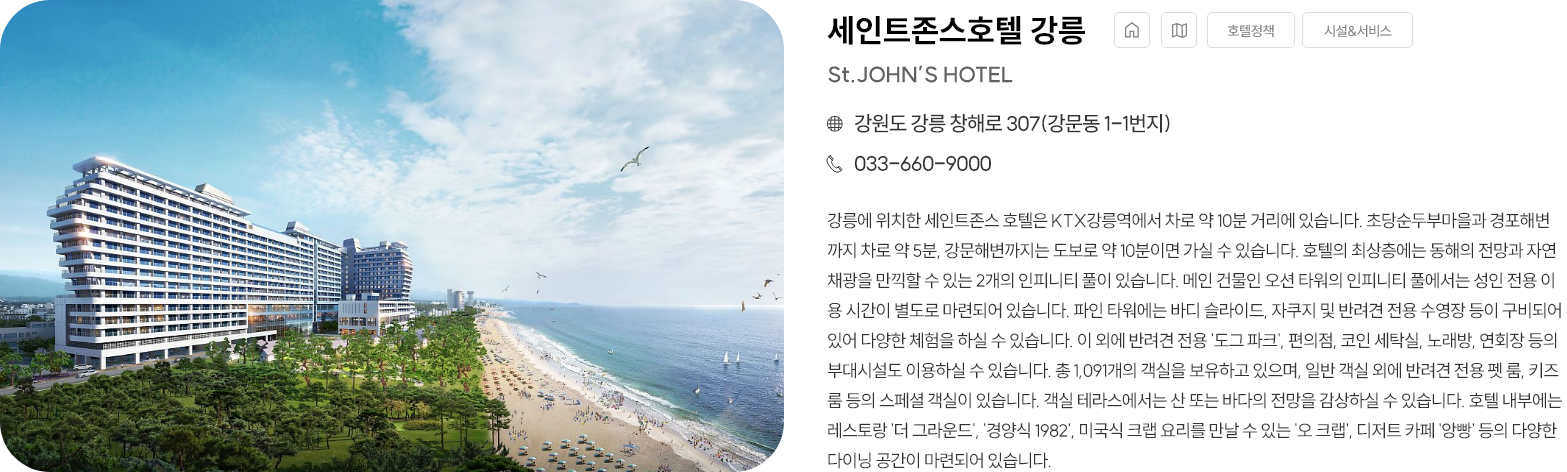 세인트존스호텔 강릉
호텔정책
시설&서비스
St.JOHN'S HOTEL
강원도 강릉 창해로 307(강문동 1-1번지)
033-660-9000
강릉에 위치한 세인트존스 호텔은 KTX강릉역에서 차로 약 10분 거리에 있습니다. 초당순두부마을과 경포해변
까지 차로 약 5분, 강문해변까지는 도보로 약 10분이면 가실 수 있습니다. 호텔의 최상층에는 동해의 전망과 자연
채광을 만끽할 수 있는 2개의 인피니티 풀이 있습니다. 메인 건물인 오션 타워의 인피니티 풀에서는 성인 전용 이
용 시간이 별도로 마련되어 있습니다. 파인 타워에는 바디 슬라이드, 자쿠지 및 반려견 전용 수영장 등이 구비되어
있어 다양한 체험을 하실 수 있습니다. 이 외에 반려견 전용 '도그 파크', 편의점, 코인 세탁실, 노래방, 연회장 등의
부대시설도 이용하실 수 있습니다. 총 1,091개의 객실을 보유하고 있으며, 일반 객실 외에 반려견 전용 펫 룸, 키즈
룸 등의 스페셜 객실이 있습니다. 객실 테라스에서는 산 또는 바다의 전망을 감상하실 수 있습니다. 호텔 내부에는
레스토랑 '더 그라운드', '경양식 1982', 미국식 크랩 요리를 만날 수 있는 '오 크랩', 디저트 카페 '앙빵' 등의 다양한
다이닝 공간이 마련되어 있습니다.